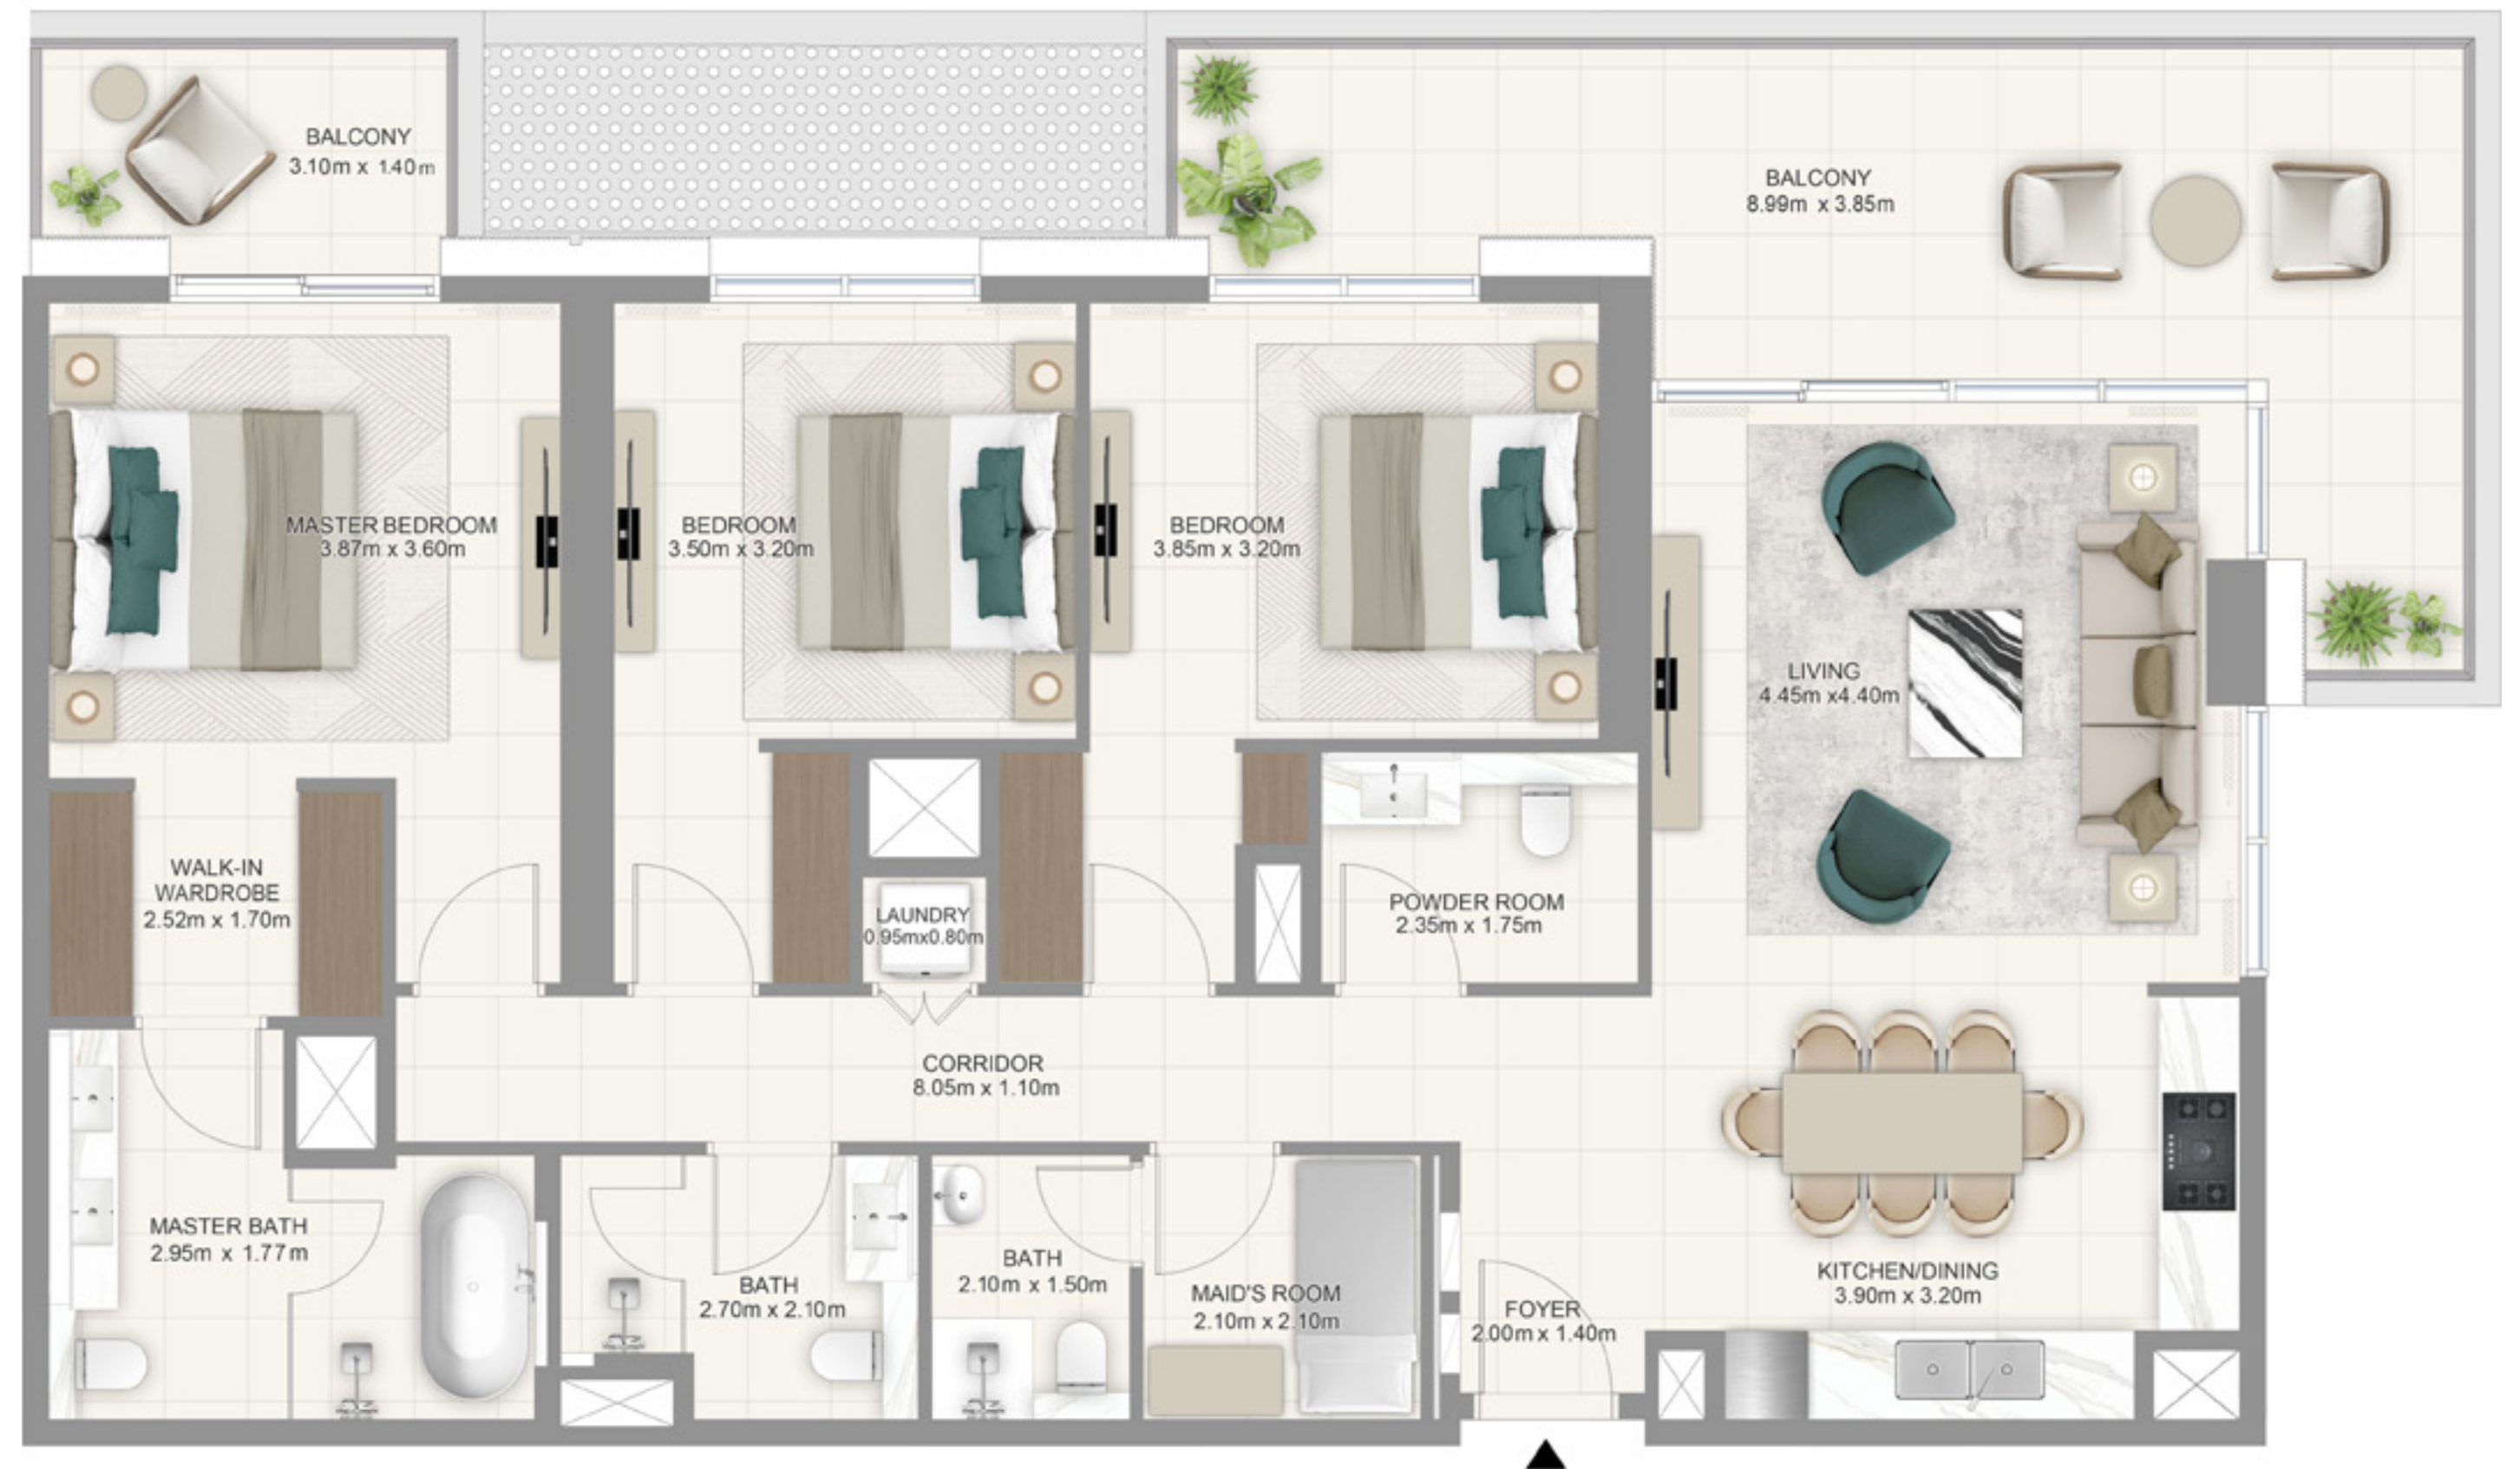 BALCONY
3.10m x 1.40m
BALCONY
8.99m x 3.85m
MASTER BEDROOM
3.87m x 3.60m
BEDROOM
3.50m x 3.20m
BEDROOM
3.85m x 3.20m
LIVING
4.45m x4.40m
WALK-IN
WARDROBE
2.52m x 1.70m
LAUNDRY
0.95mx0.80m
POWDER ROOM
2.35m x 1.75m
CORRIDOR
8.05m x 1.10m
MASTER BATH
2.95m x 1.77m
BATH
2.70m x 2.10m
BATH
2.10m x 1.50m
MAID'S ROOM
2.10m x 2.10m
FOYER
2.00m x 1.40m
KITCHEN/DINING
3.90m x 3.20m